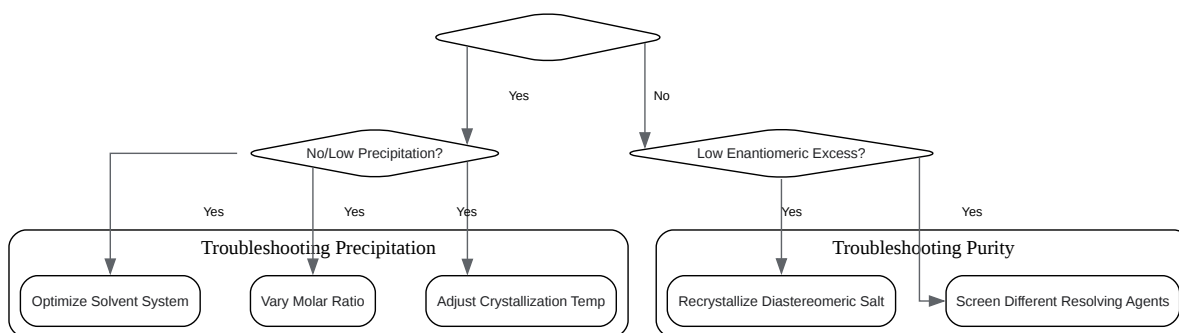 Yes
No
No/Low Precipitation?
Low Enantiomeric Excess?
Yes
Yes
Yes
Yes
Yes
Troubleshooting Precipitation
Troubleshooting Purity
Optimize Solvent System
Vary Molar Ratio
Adjust Crystallization Temp
Recrystallize Diastereomeric Salt
Screen Different Resolving Agents